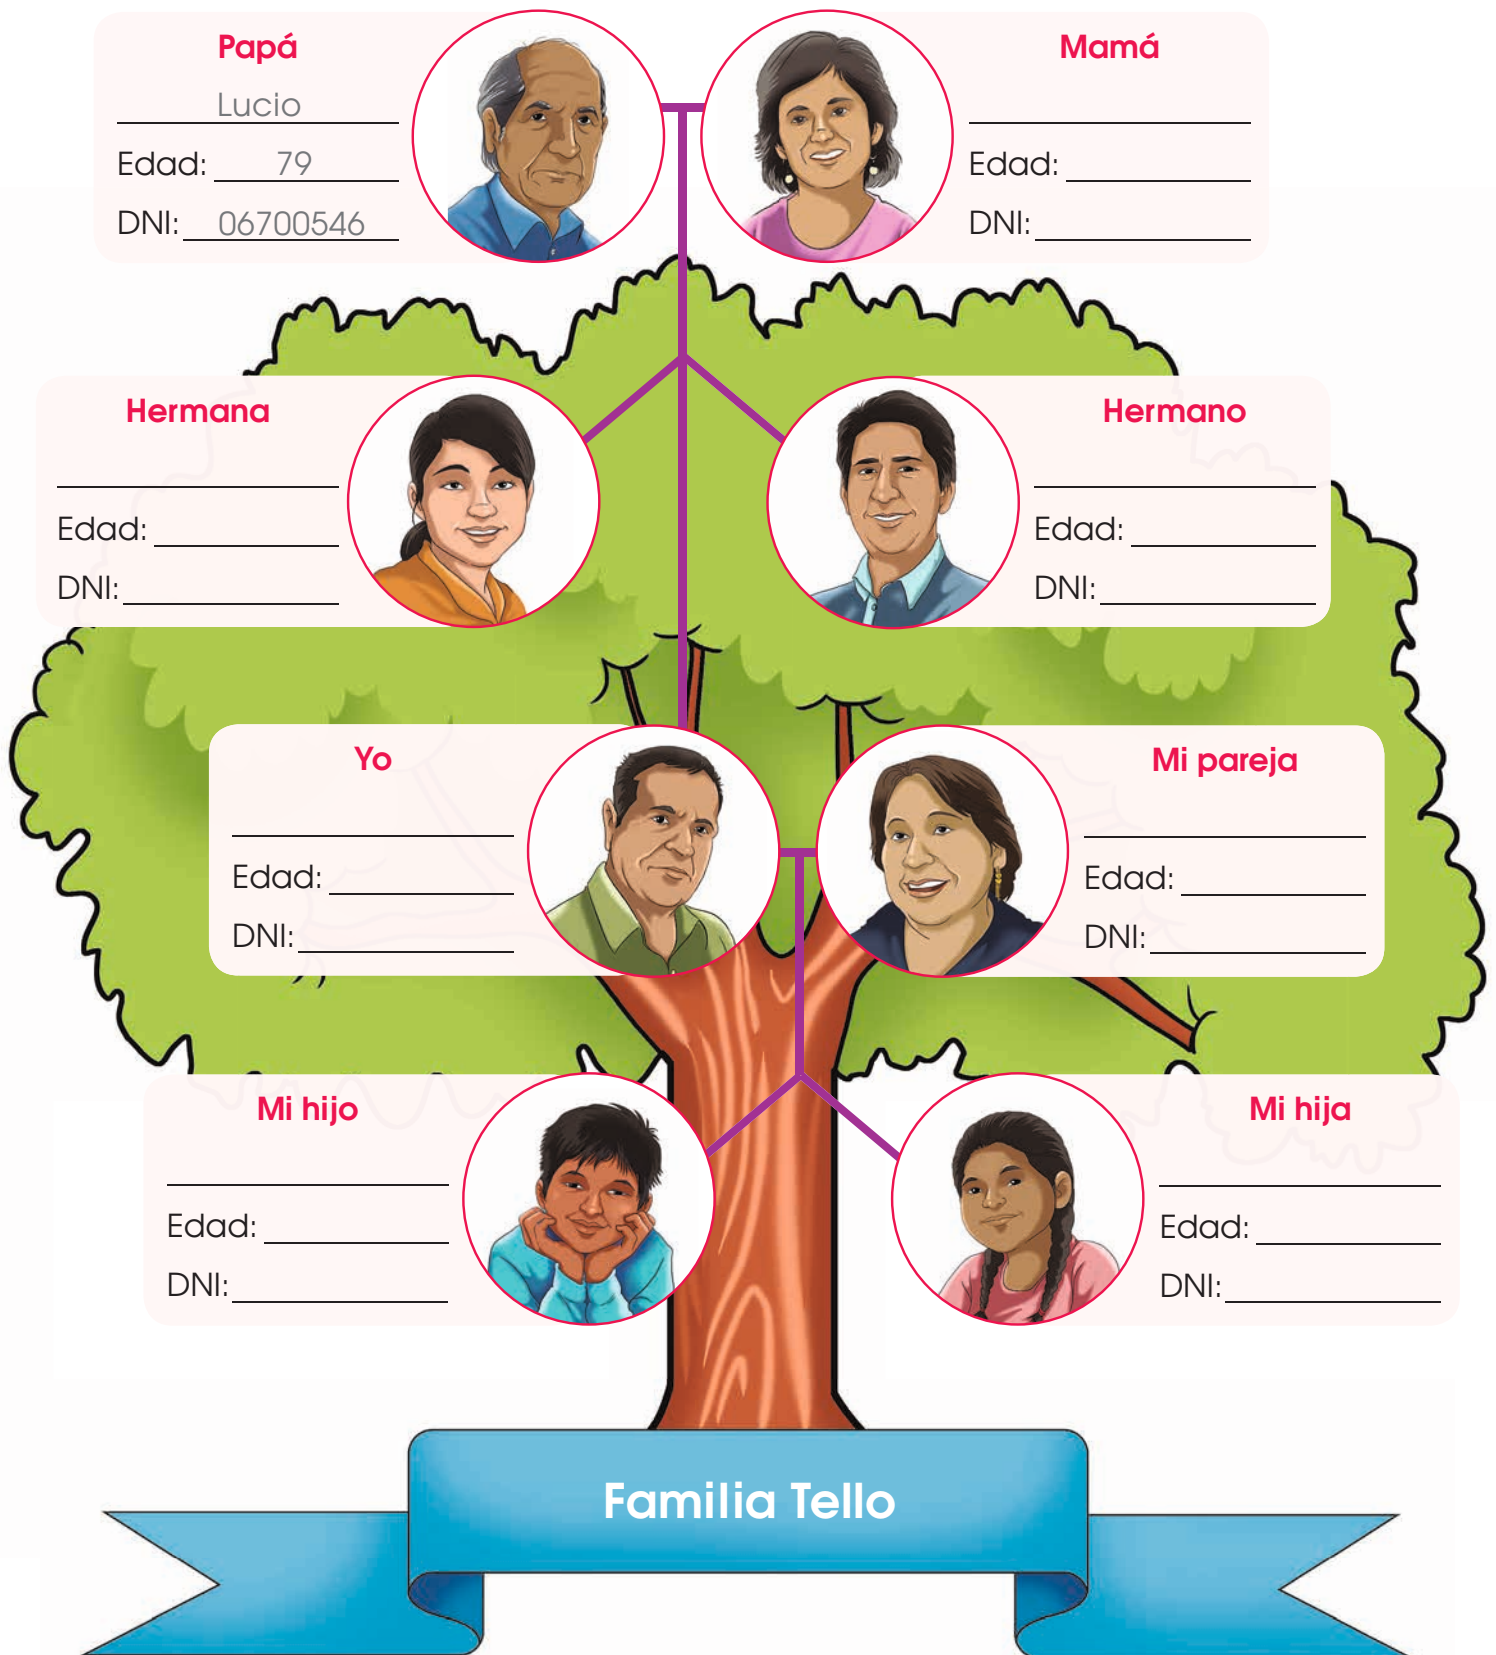 Papá
Lucio
Edad: 79
DNI: 06700546
Mamá
Edad:
DNI:
Hermana
Edad:
DNI:
Hermano
Edad:
DNI:
Yo
Edad:
DNI:
Mi pareja
Edad:
DNI:
Mi hijo
Edad:
DNI:
Mi hija
Edad:
DNI:
Familia Tello